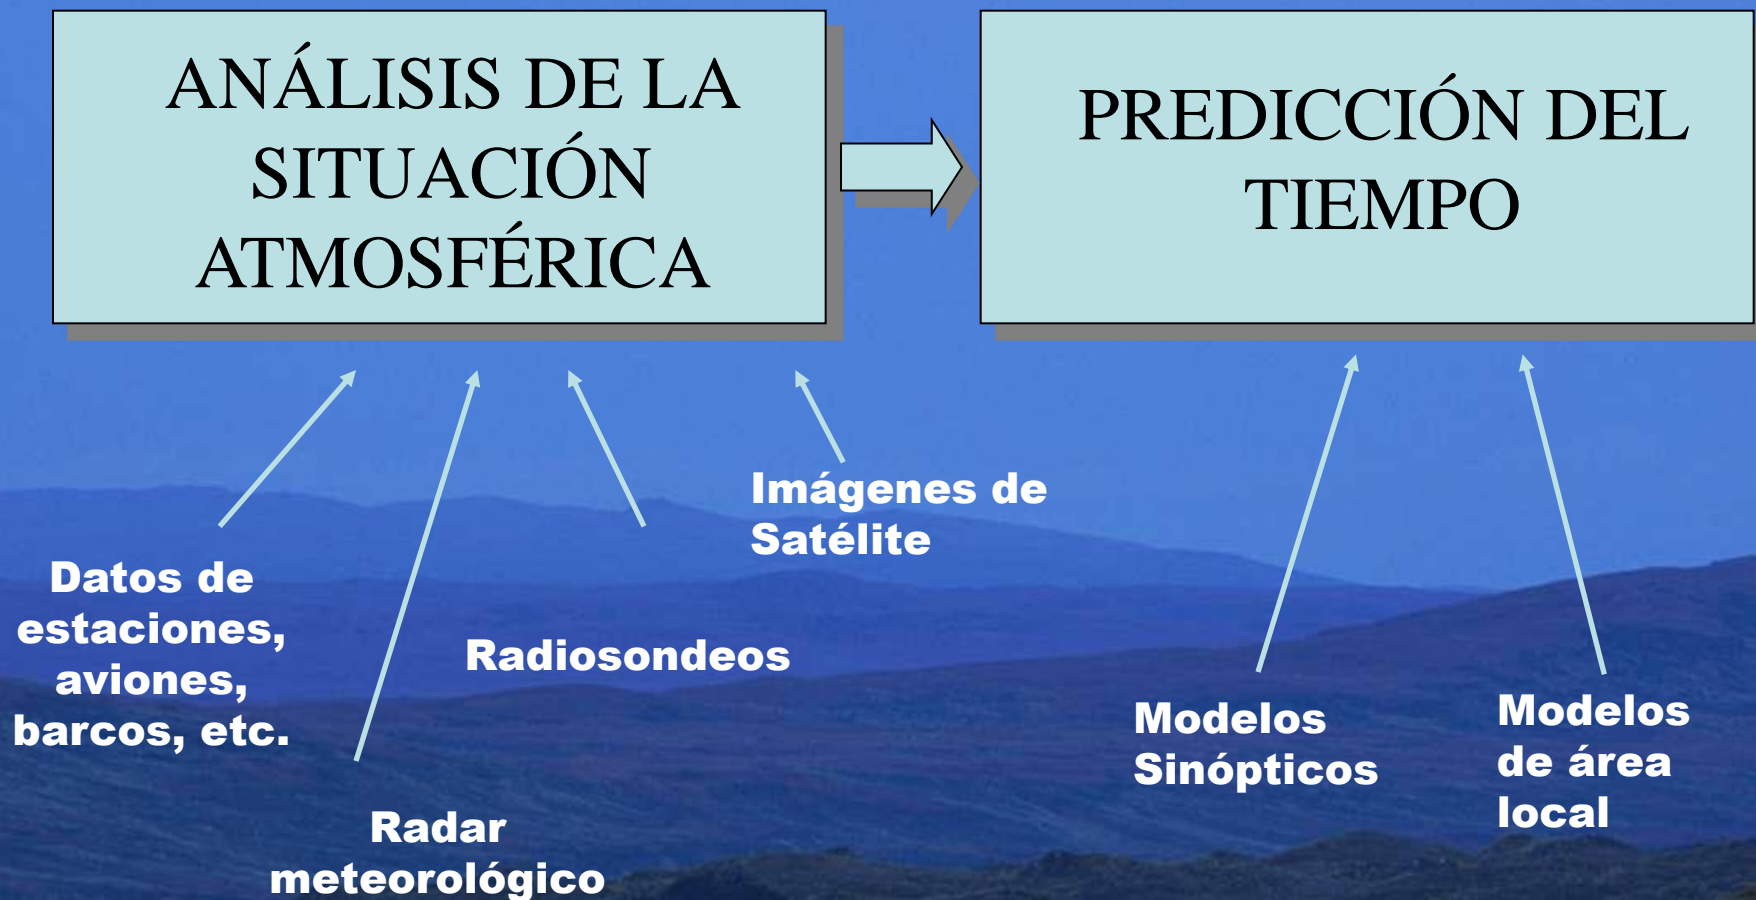 ANÁLISIS DE LA
SITUACIÓN
ATMOSFÉRICA
PREDICCIÓN DEL
TIEMPO
Imágenes de
Satélite
Datos de
estaciones,
aviones,
barcos, etc.
Radiosondeos
Radar
meteorológico
Modelos
Sinópticos
Modelos
de área
local